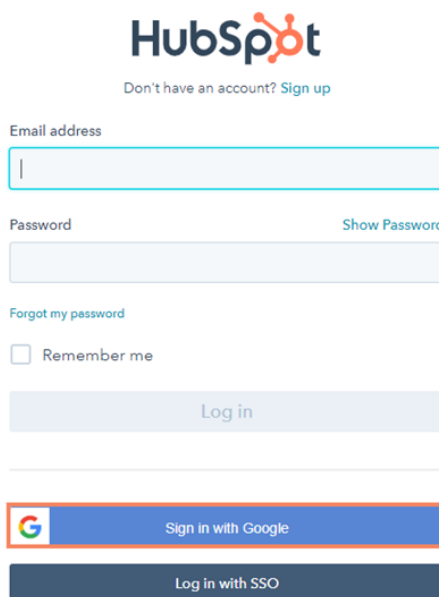 HubSpot
Don't have an account? Sign up
Email address
Password Show Password
Forgot my password
Remember me
Log in
G Sign in with Google
Log in with SSO